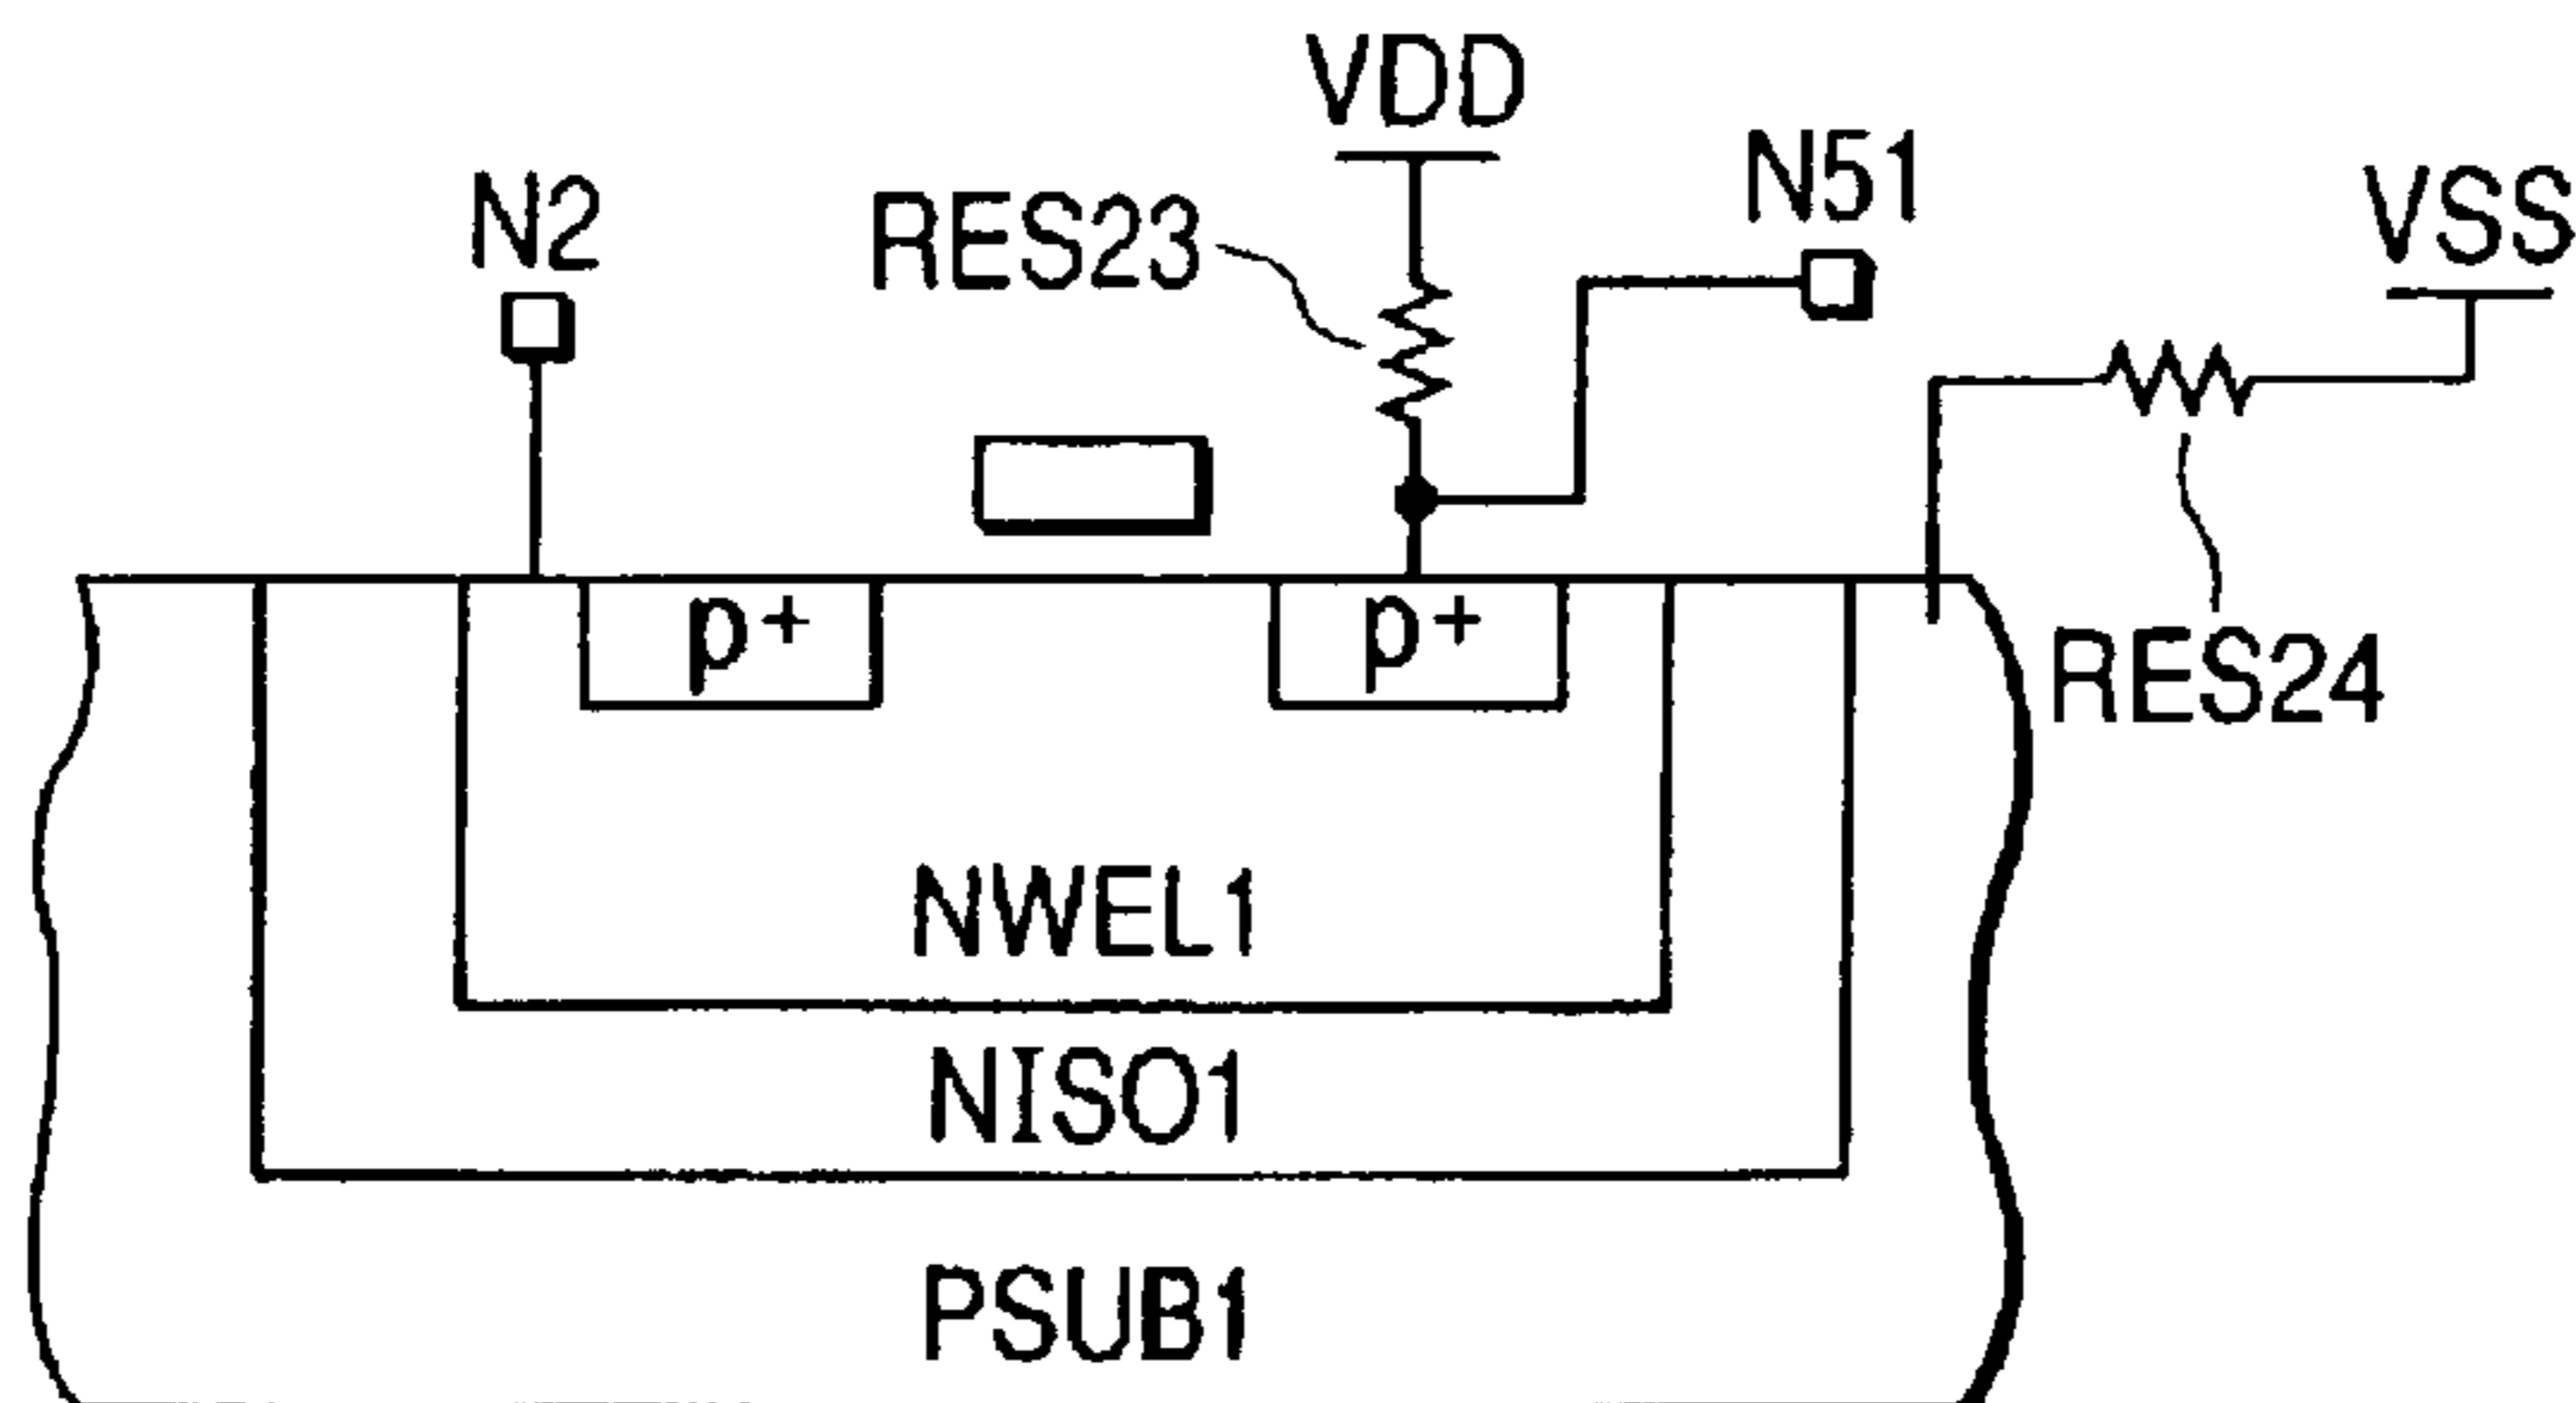 VDD
N51
N2
RES23
VSS
p+
p+
RES24
NWEL1
NISO1
PSUB1